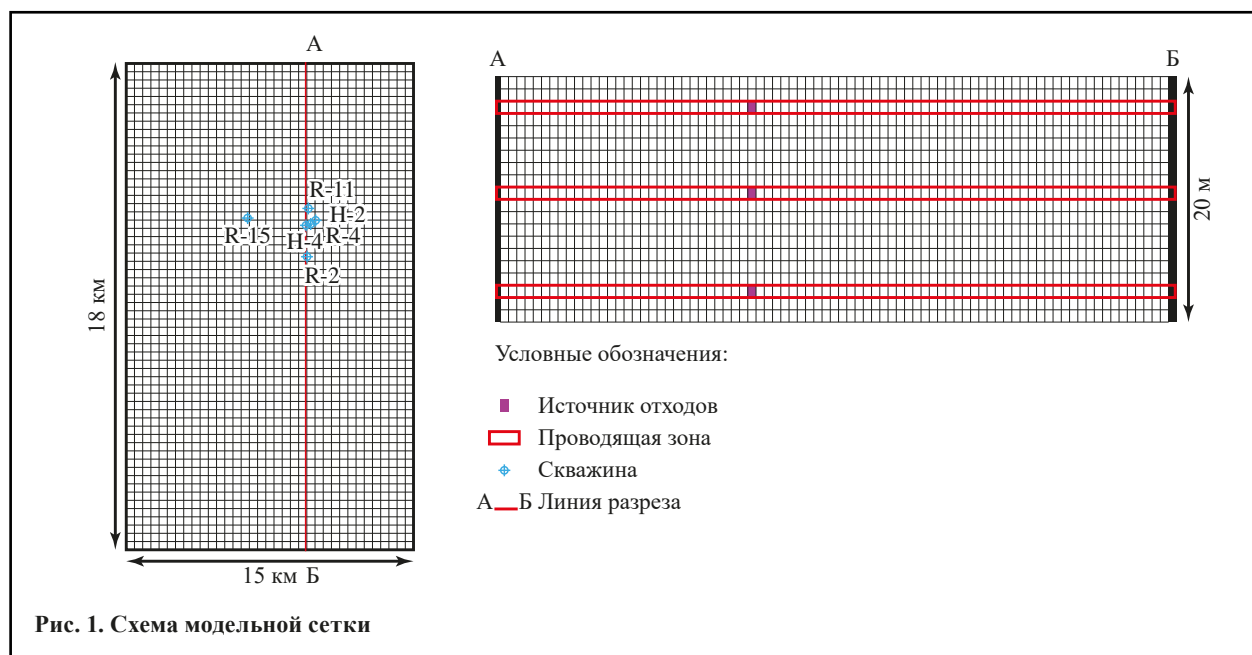 А
R-11
H-2
R-15
H-4
R-4
R-2
18 км
15 км
Б
А
Б
20 м
Условные обозначения:
Источник отходов
Проводящая зона
Скважина
А Б Линия разреза
Рис. 1. Схема модельной сетки